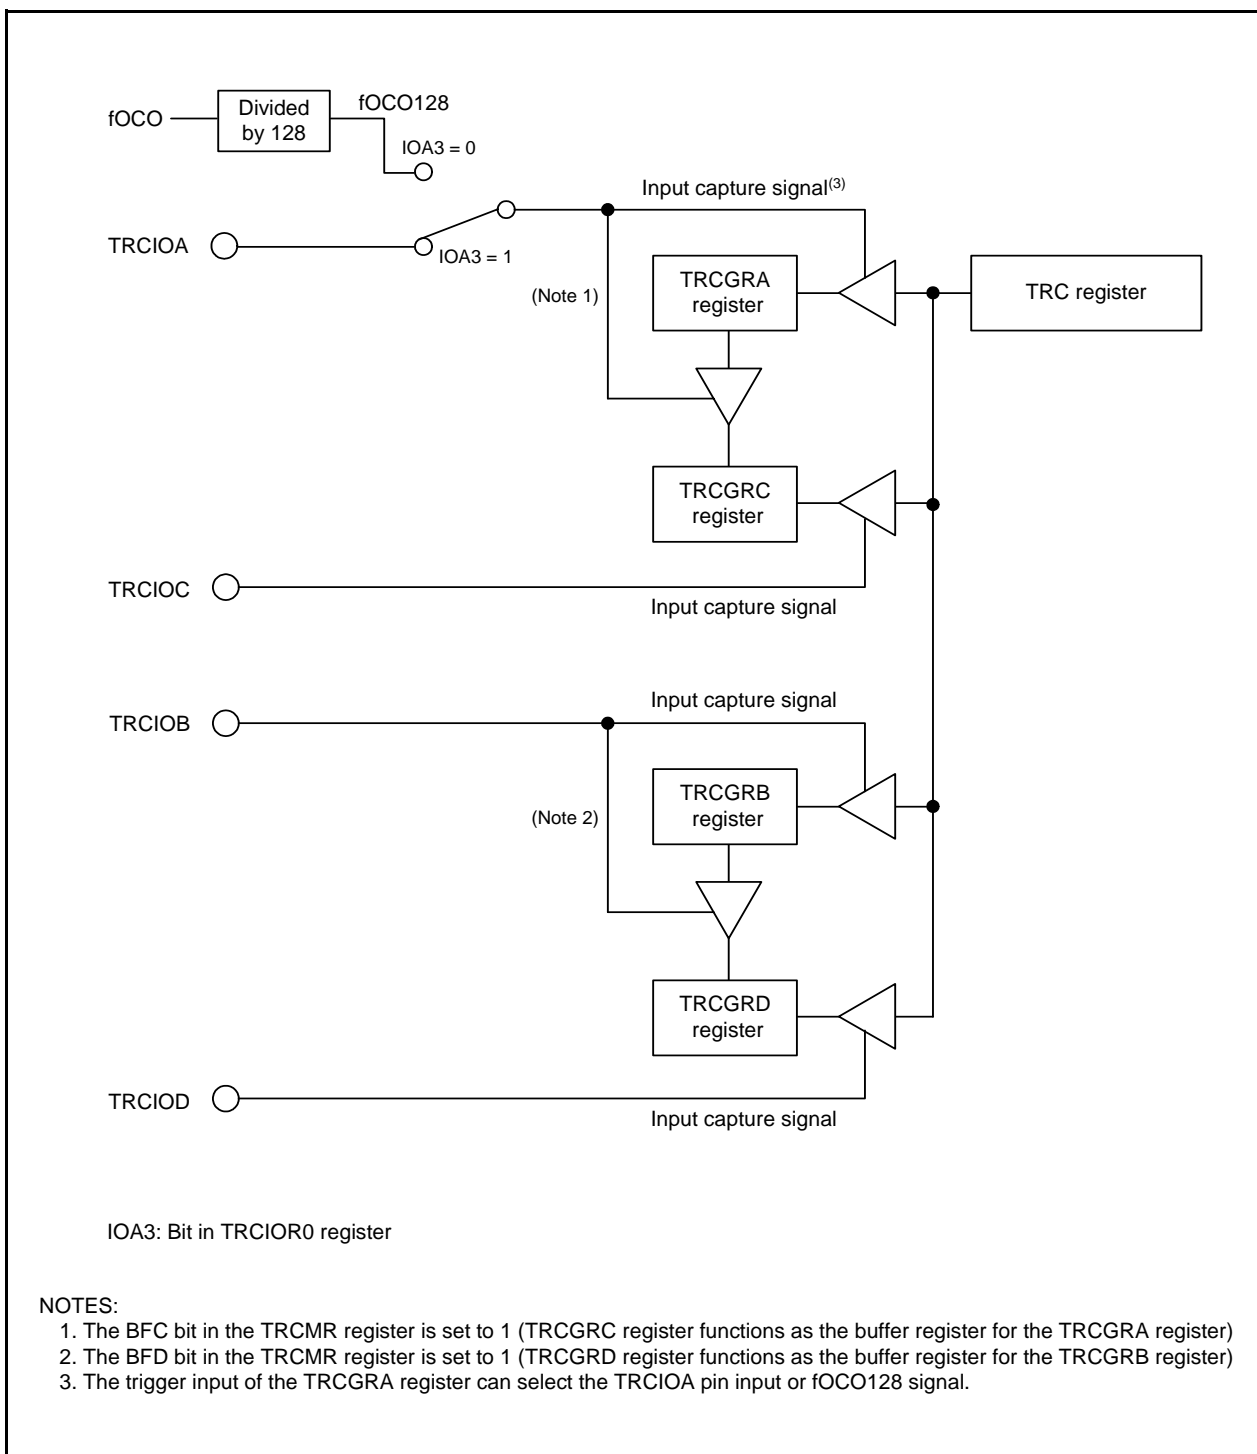 fOCO
Divided
by 128
fOCO128
IOA3 = 0
Input capture signal(3)
TRCIOA
IOA3 = 1
(Note 1)
TRCGRA
register
TRC register
TRCGRC
register
TRCIOC
Input capture signal
Input capture signal
TRCIOB
(Note 2)
TRCGRB
register
TRCGRD
register
TRCIOD
Input capture signal
IOA3: Bit in TRCIOR0 register
NOTES:
1. The BFC bit in the TRCMR register is set to 1 (TRCGRC register functions as the buffer register for the TRCGRA register)
2. The BFD bit in the TRCMR register is set to 1 (TRCGRD register functions as the buffer register for the TRCGRB register)
3. The trigger input of the TRCGRA register can select the TRCIOA pin input or fOCO128 signal.